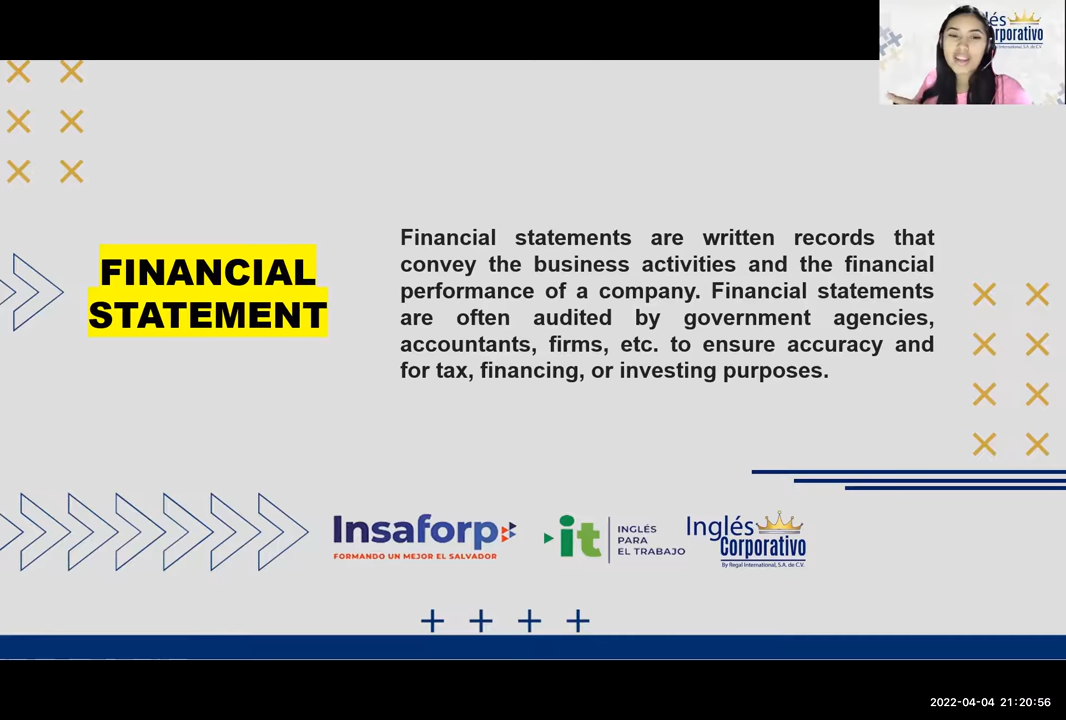 és
rporativo
FINANCIAL
STATEMENT
Financial statements are written records that
convey the business activities and the financial
performance of a company. Financial statements
are often audited by government agencies,
accountants, firms, etc. to ensure accuracy and
for tax, financing, or investing purposes.
Insaforp
FORMANDO UN MEJOR EL SALVADOR
it
INGLÉS
PARA
EL TRABAJO
Inglés
Corporativo
By Regal International, S.A. de C.V.
2022-04-04 21:20:56